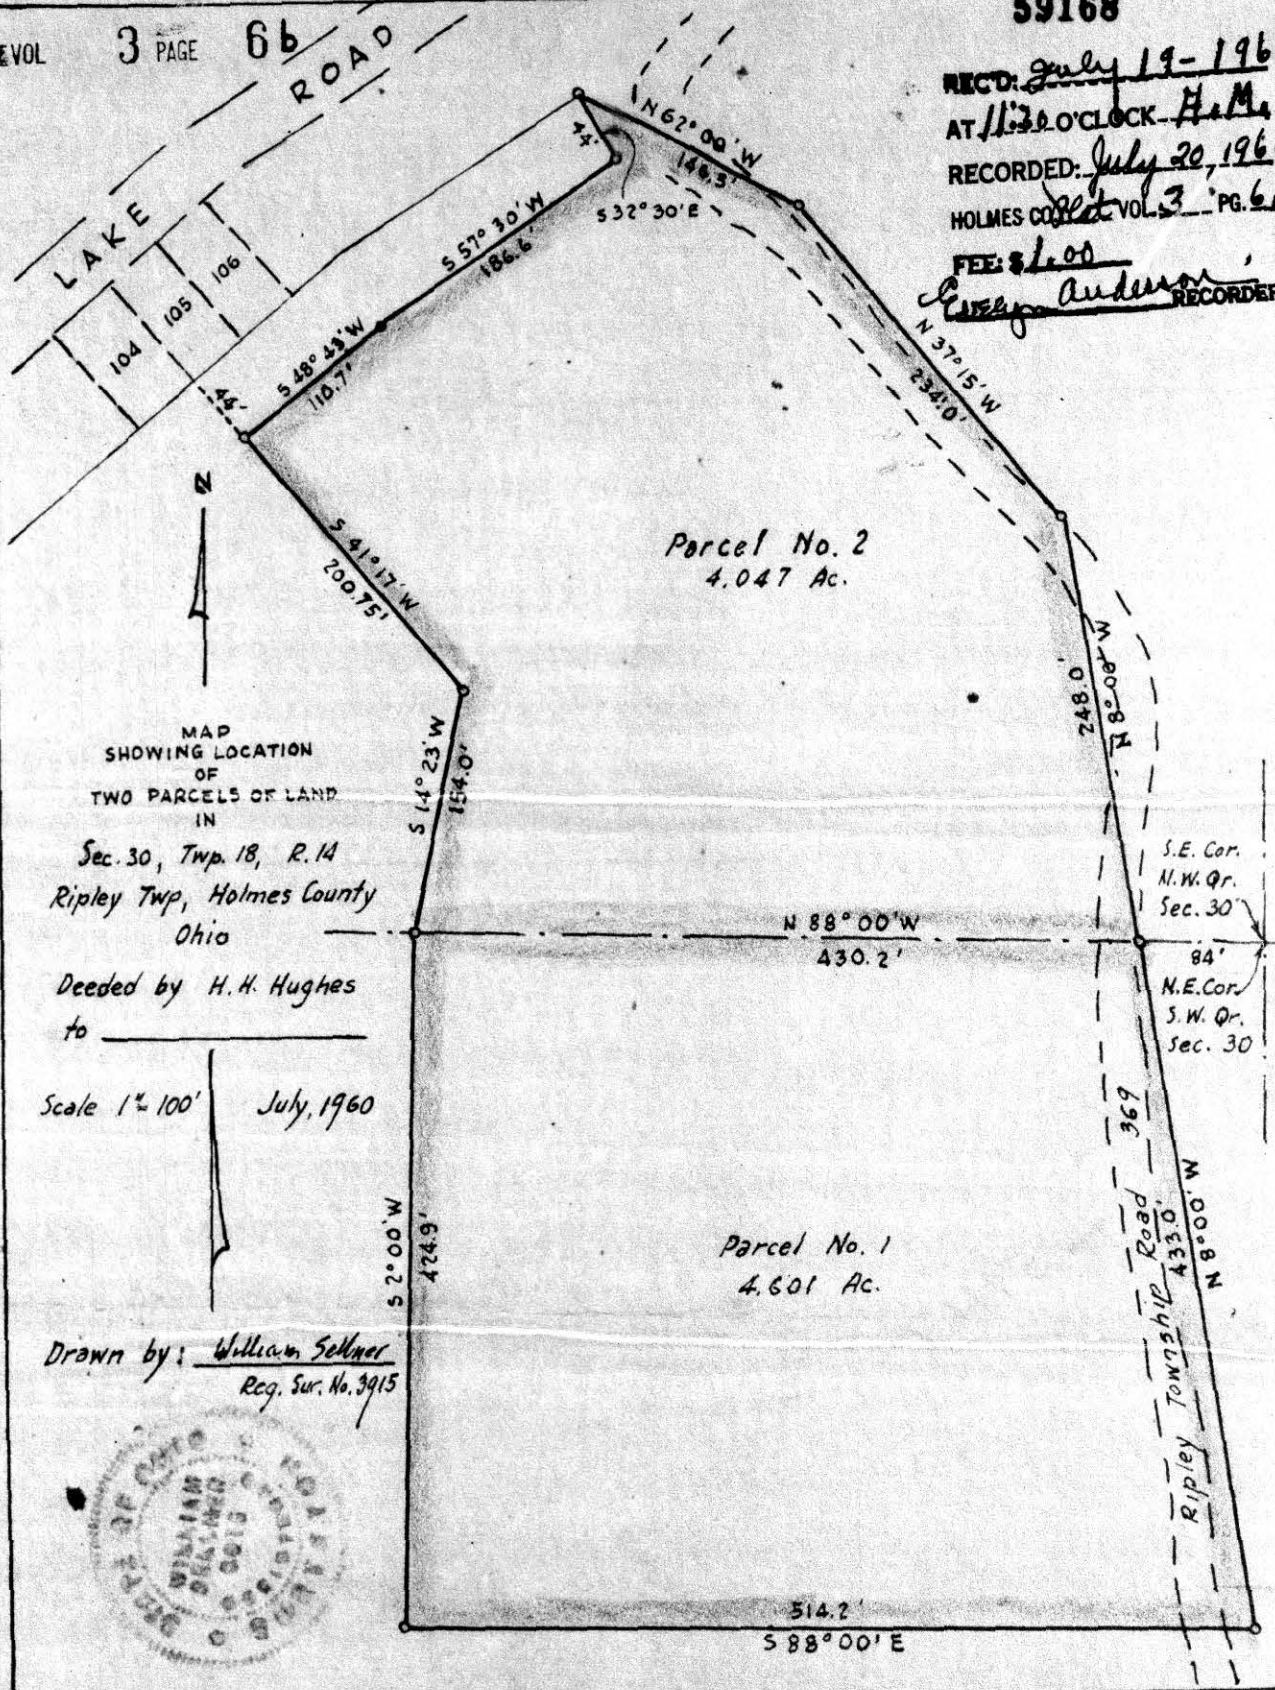 VOL 3 PAGE 6b
59168
REC'D: July 19-196
AT 11:30 O'CLOCK A.M.
RECORDED: July 20, 196
HOLMES CO Plat VOL. 3 PG. 6
FEE: $1.00
Evelyn Anderson RECORDER
LAKE ROAD
104
105
106
44'
44'
S 32° 30' E
N 62° 00' W
S 57° 30' W
186.6'
S 48° 43' W
110.7'
N 37° 15' W
234.0'
S 41° 17' W
200.75'
N
Parcel No. 2
4.047 Ac.
248.0'
N 8° 00' W
S 14° 23' W
154.0'
MAP
SHOWING LOCATION
OF
TWO PARCELS OF LAND
IN
Sec. 30, Twp. 18, R. 14
Ripley Twp, Holmes County
Ohio
Deeded by H.H. Hughes
to
Scale 1"=100'
July, 1960
N 88° 00' W
430.2'
S.E. Cor.
N.W. Qr.
Sec. 30
84'
N.E. Cor.
S.W. Qr.
Sec. 30
S 2° 00' W
424.9'
Parcel No. 1
4.601 Ac.
Ripley Township Road 369
433.0'
N 8° 00' W
Drawn by: William Sellner
Reg. Sur. No. 3915
514.2'
S 88° 00' E